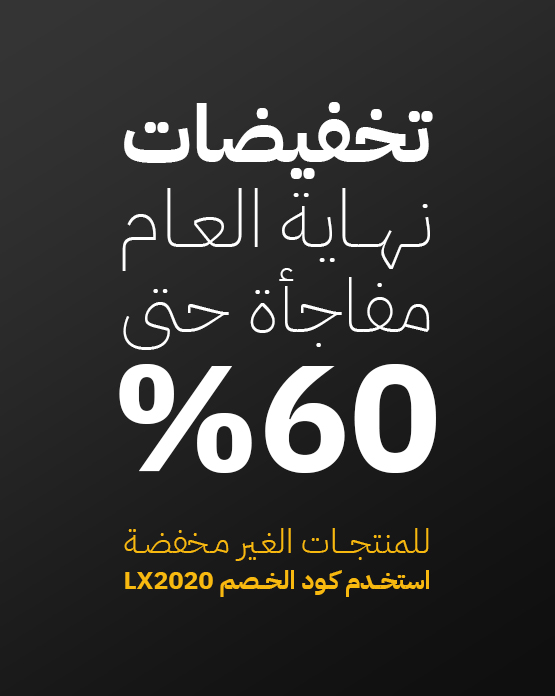 تخفيضات
نهاية العام
مفاجأة حتى
%60
للمنتجات الغير مخفضة
استخدم كود الخصم LX2020